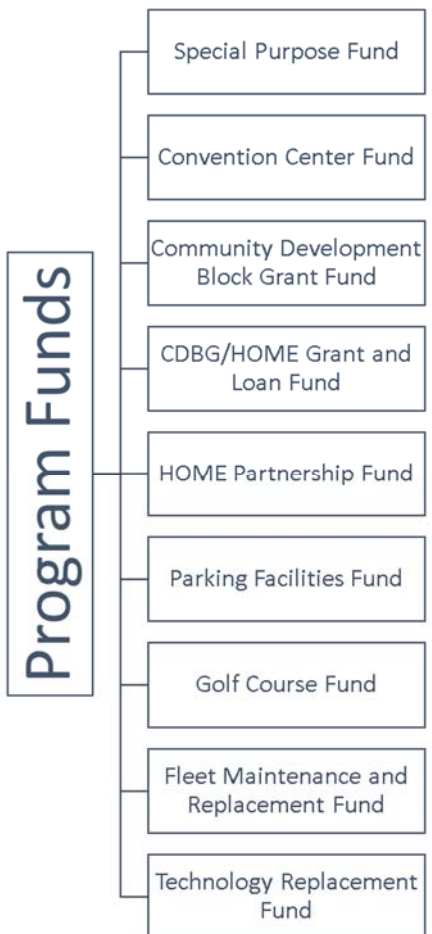 Program Funds
Special Purpose Fund
Convention Center Fund
Community Development
Block Grant Fund
CDBG/HOME Grant and
Loan Fund
HOME Partnership Fund
Parking Facilities Fund
Golf Course Fund
Fleet Maintenance and
Replacement Fund
Technology Replacement
Fund